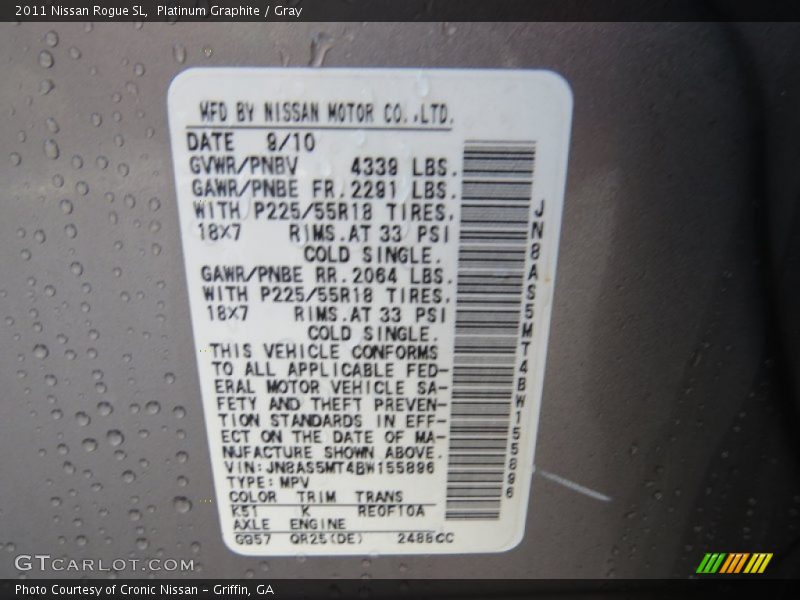 2011 Nissan Rogue SL,  Platinum Graphite / Gray
MFD BY NISSAN MOTOR CO.,LTD.
DATE 9/10
GVWR/PNBV 4339 LBS.
GAWR/PNBE FR.2291 LBS.
WITH P225/55R18 TIRES.
18X7 RIMS.AT 33 PSI
COLD SINGLE.
GAWR/PNBE RR.2064 LBS.
WITH P225/55R18 TIRES.
18X7 RIMS.AT 33 PSI
COLD SINGLE.
THIS VEHICLE CONFORMS
TO ALL APPLICABLE FED-
ERAL MOTOR VEHICLE SA-
FETY AND THEFT PREVEN-
TION STANDARDS IN EFF-
ECT ON THE DATE OF MA-
NUFACTURE SHOWN ABOVE.
VIN:JN8AS5MT4BW155896
TYPE:MPV
COLOR TRIM TRANS
K51 K RE0F10A
AXLE ENGINE
GG57 QR25(DE) 2488CC
JN8AS5MT4BW155896
GTCARLOT.COM
Photo Courtesy of Cronic Nissan - Griffin, GA